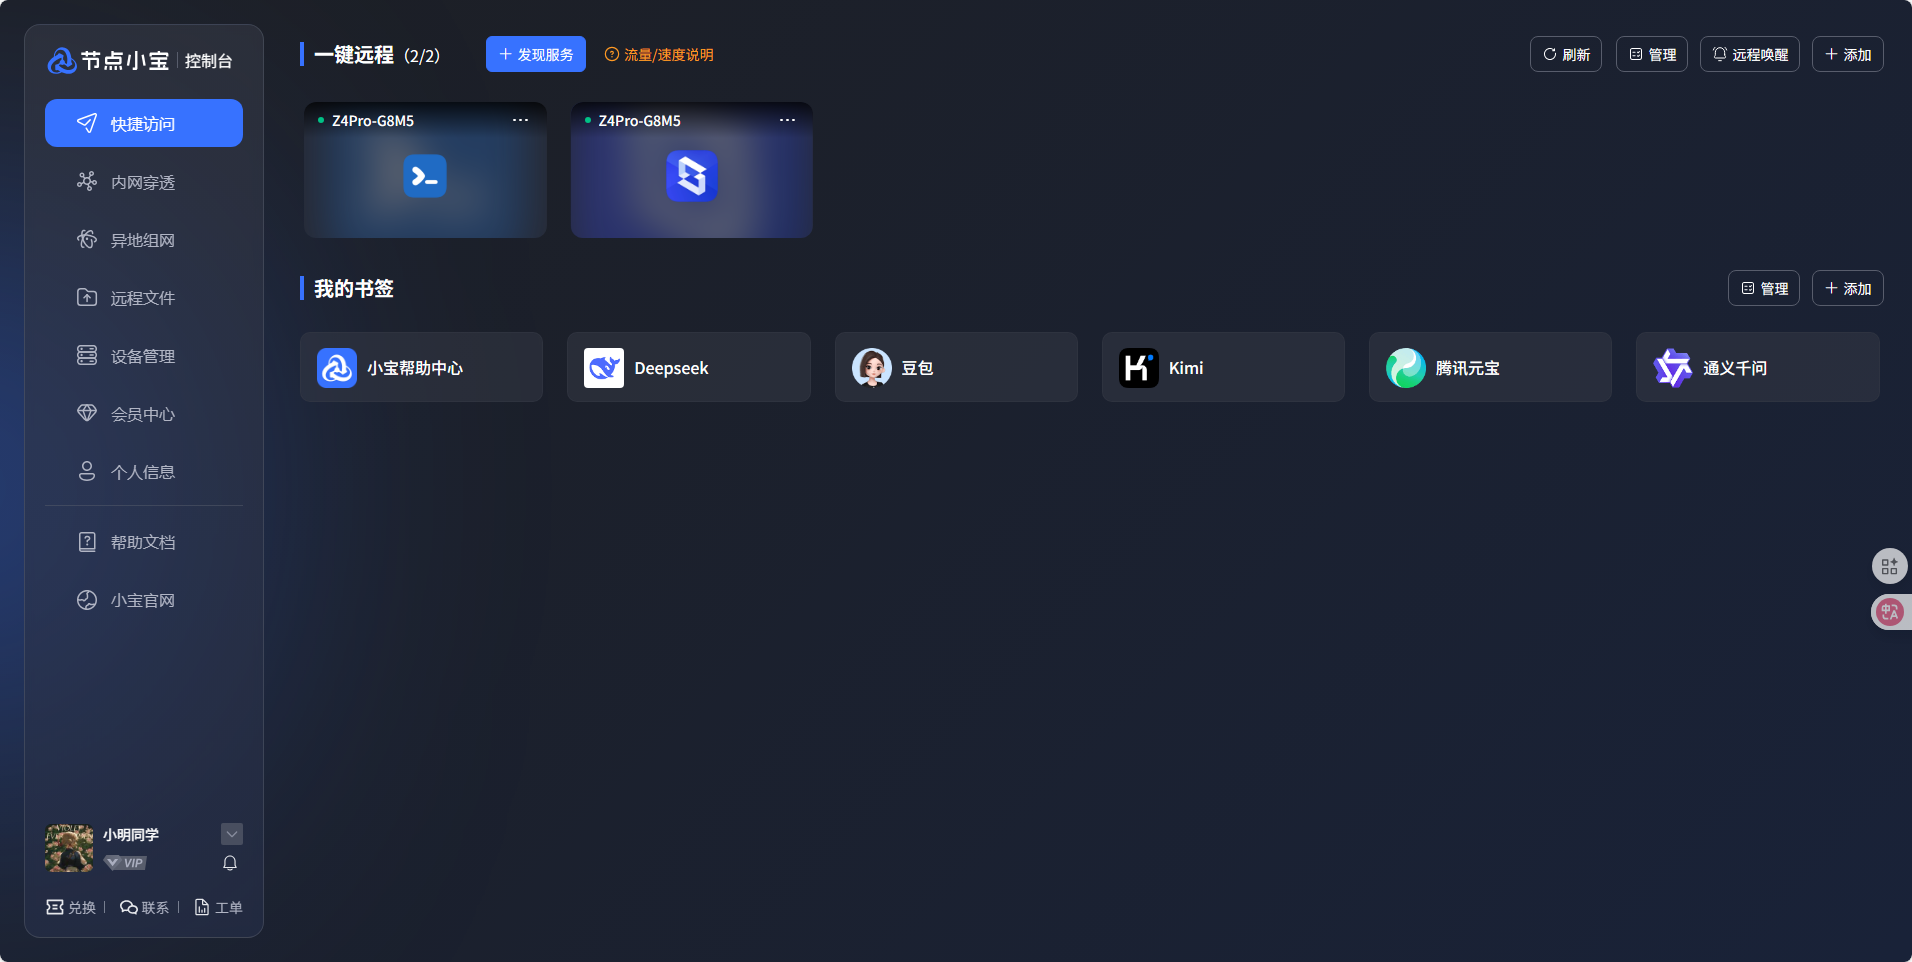 节点小宝 控制台
快捷访问
内网穿透
异地组网
远程文件
设备管理
会员中心
个人信息
帮助文档
小宝官网
小明同学
VIP
兑换 联系 工单
一键远程 (2/2) 发现服务 流量/速度说明 刷新 管理 远程唤醒 添加
Z4Pro-G8M5 Z4Pro-G8M5
我的书签 管理 添加
小宝帮助中心 Deepseek 豆包 Kimi 腾讯元宝 通义千问